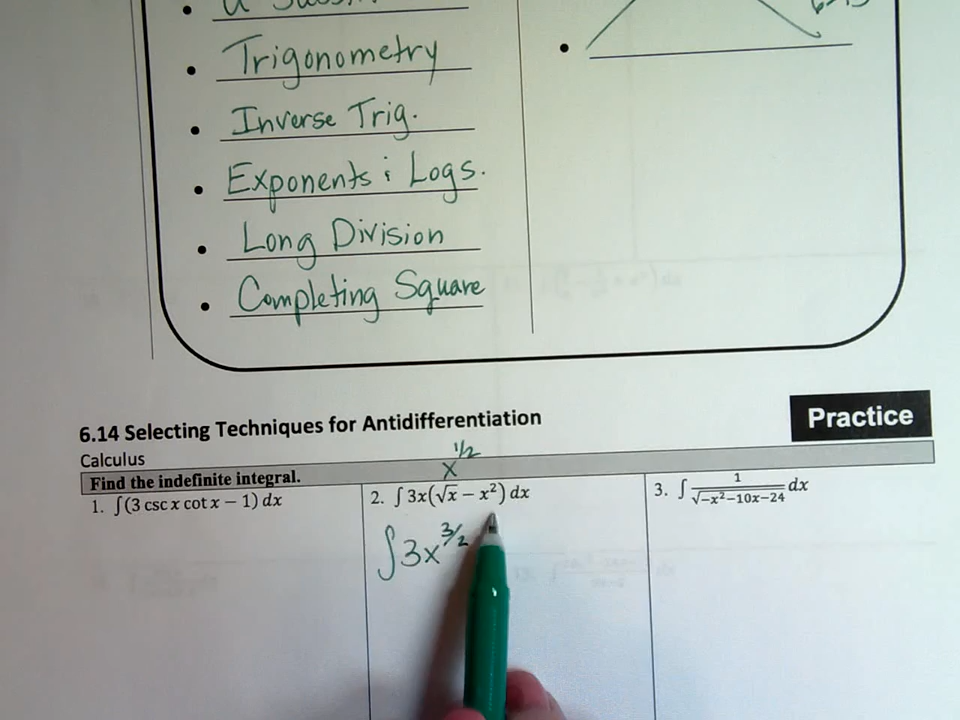 Trigonometry
Inverse Trig.
Exponents & Logs.
Long Division
Completing Square
6.14 Selecting Techniques for Antidifferentiation
Practice
Calculus
x^{1/2}
Find the indefinite integral.
1. ∫(3 csc x cot x − 1) dx
2. ∫ 3x(√x − x²) dx
3. ∫ 1/√(−x²−10x−24) dx
∫3x^{3/2}